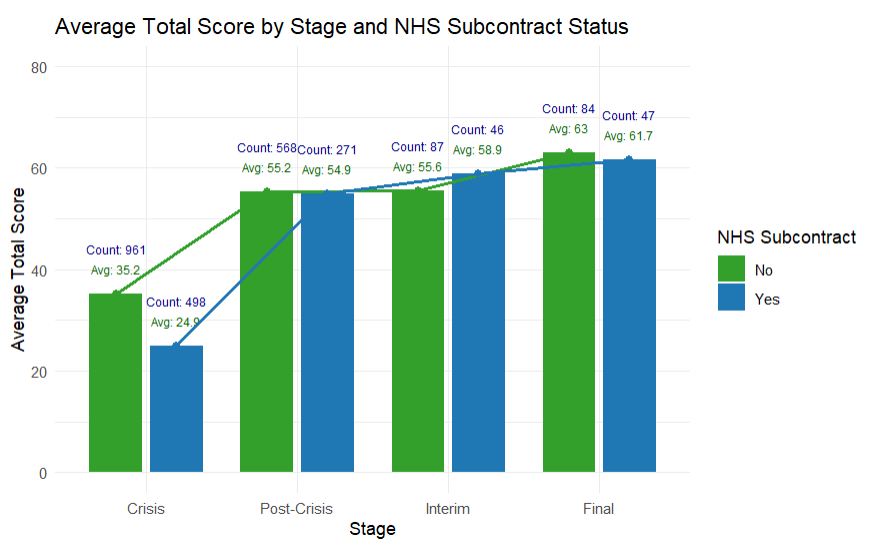 Average Total Score by Stage and NHS Subcontract Status
Average Total Score
80
60
40
20
0
Count: 961
Avg: 35.2
Count: 498
Avg: 24.9
Count: 568
Avg: 55.2
Count: 271
Avg: 54.9
Count: 87
Avg: 55.6
Count: 46
Avg: 58.9
Count: 84
Avg: 63
Count: 47
Avg: 61.7
Crisis
Post-Crisis
Interim
Final
Stage
NHS Subcontract
No
Yes